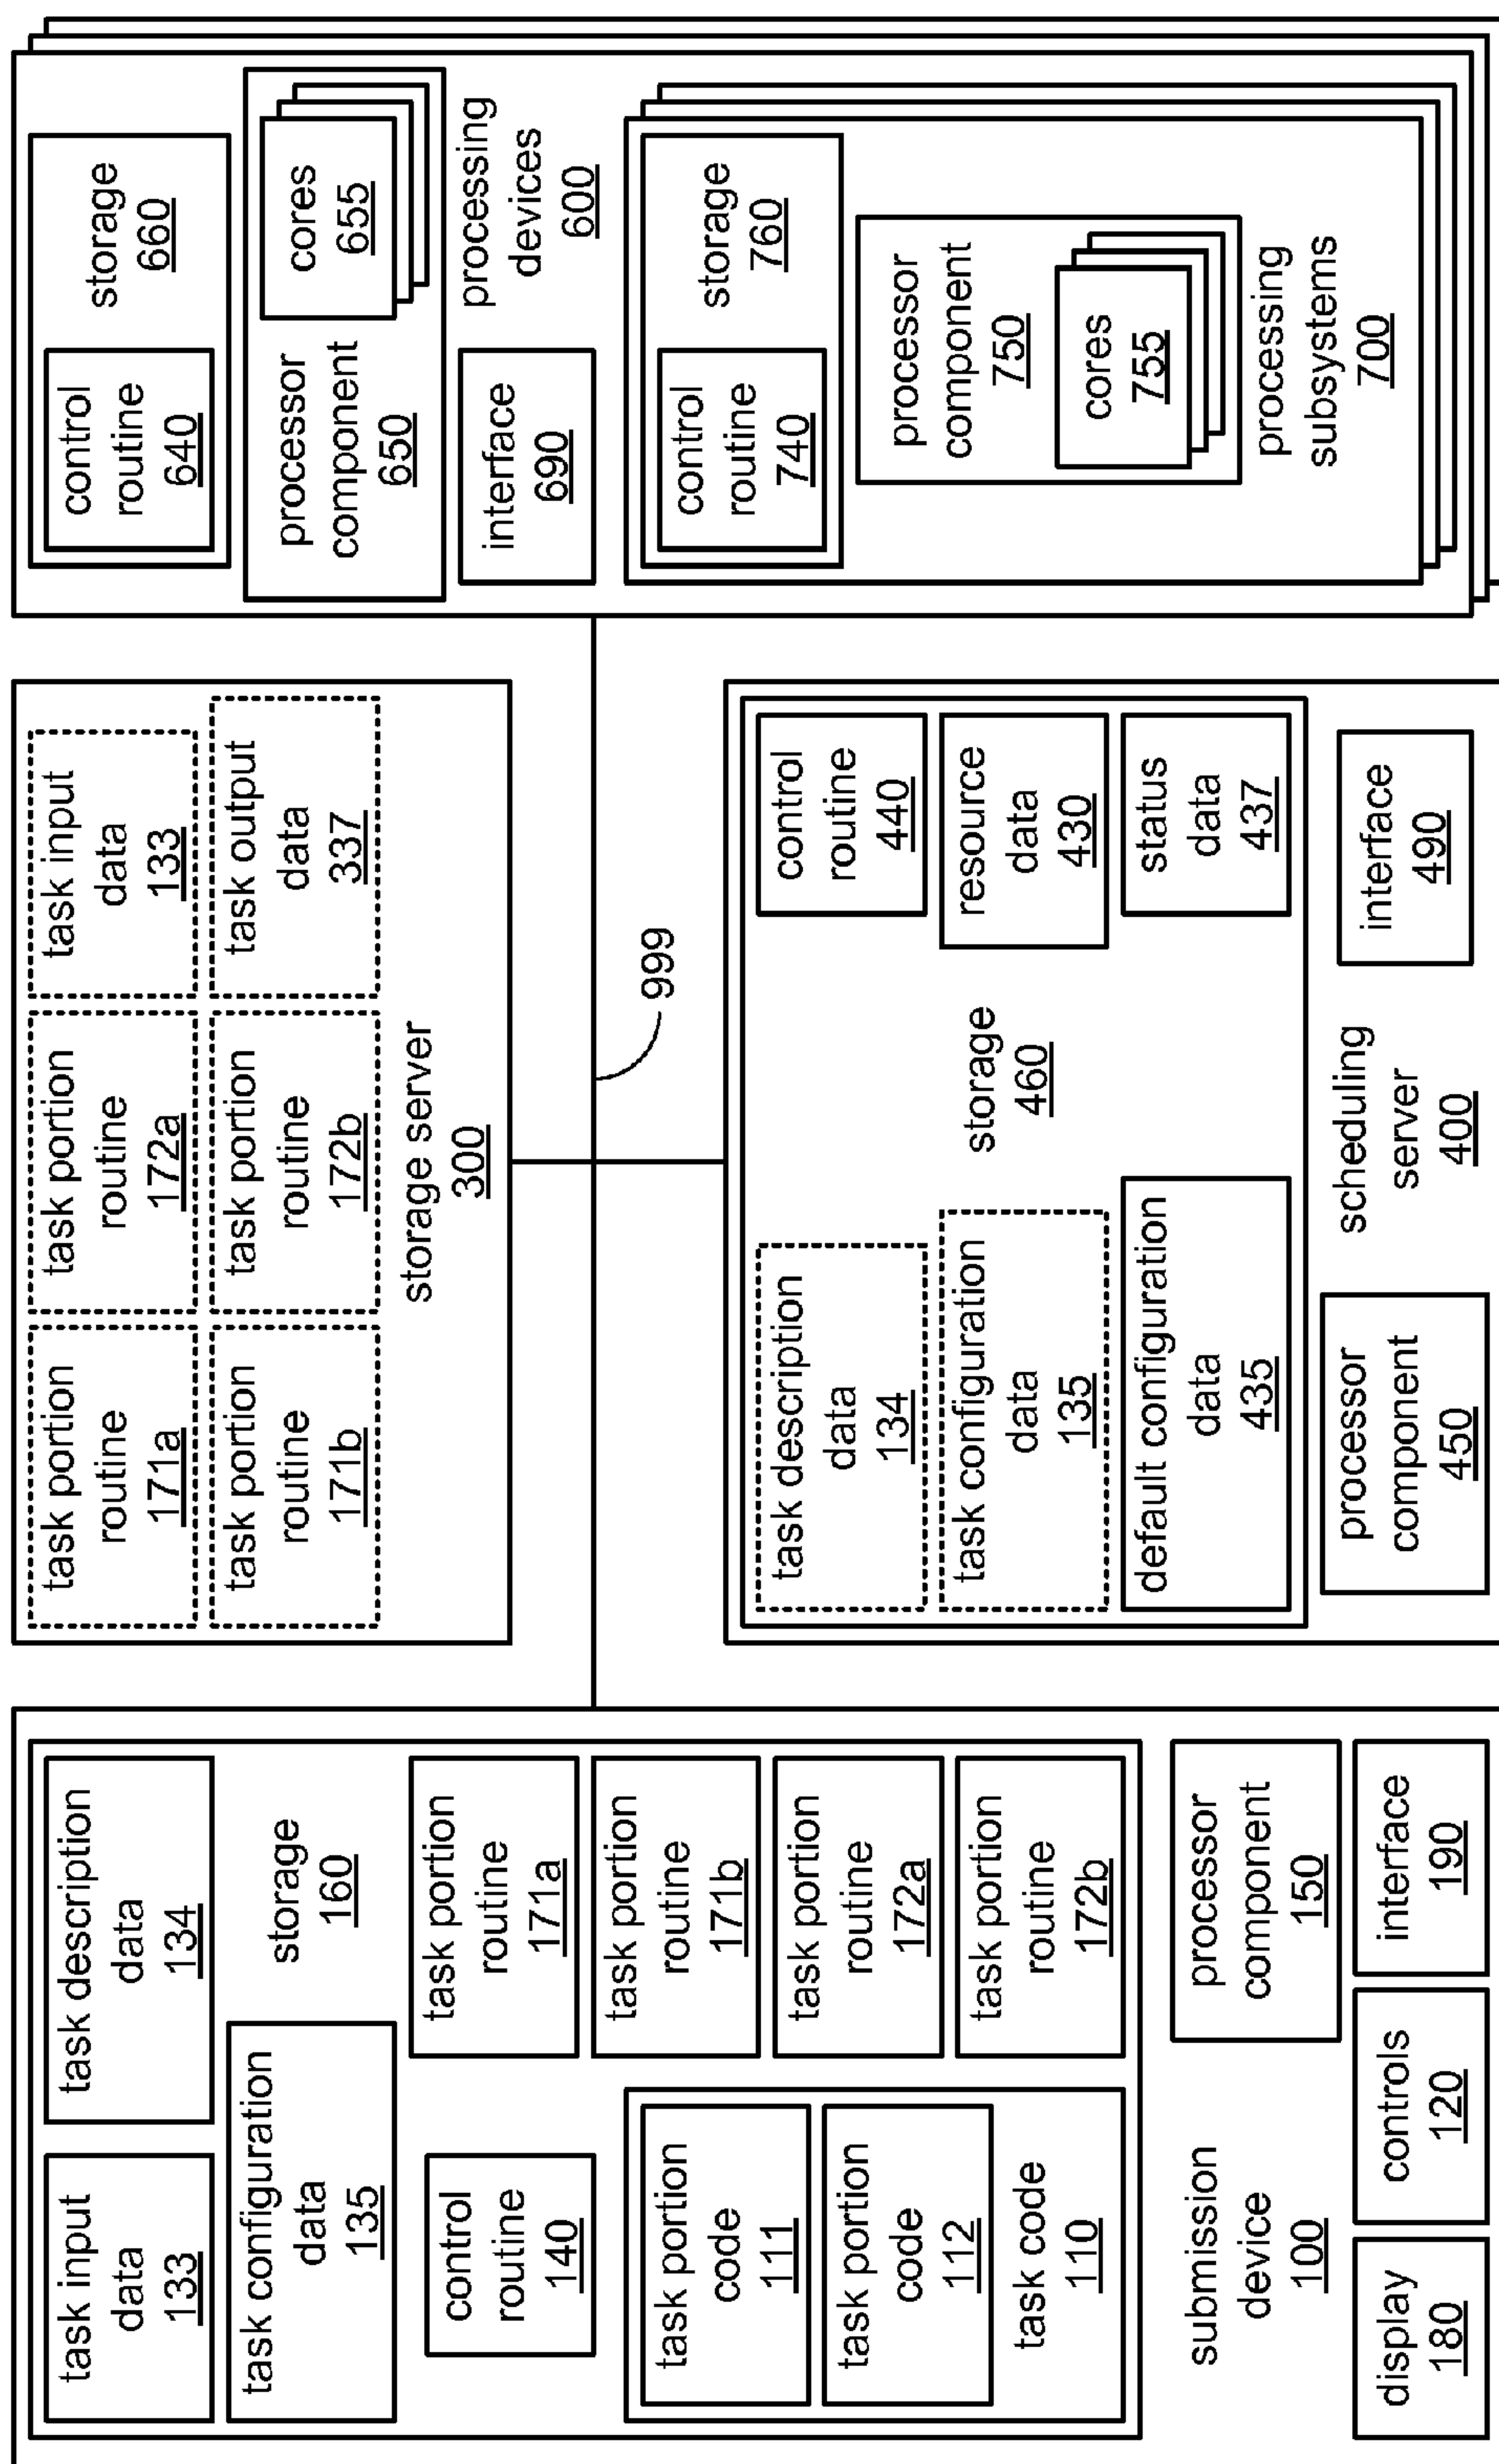 task input
data
133
task description
data
134
task configuration
data
135
storage
160
control
routine
140
task portion
routine
171a
task portion
code
111
task portion
routine
171b
task portion
code
112
task portion
routine
172a
task code
110
task portion
routine
172b
submission
device
100
processor
component
150
display
180
controls
120
interface
190
task portion
routine
171a
task portion
routine
172a
task input
data
133
task portion
routine
171b
task portion
routine
172b
task output
data
337
storage server
300
999
task description
data
134
control
routine
440
task configuration
data
135
storage
460
resource
data
430
default configuration
data
435
status
data
437
processor
component
450
scheduling
server
400
interface
490
control
routine
640
storage
660
processor
component
650
cores
655
interface
690
processing
devices
600
control
routine
740
storage
760
processor
component
750
cores
755
processing
subsystems
700